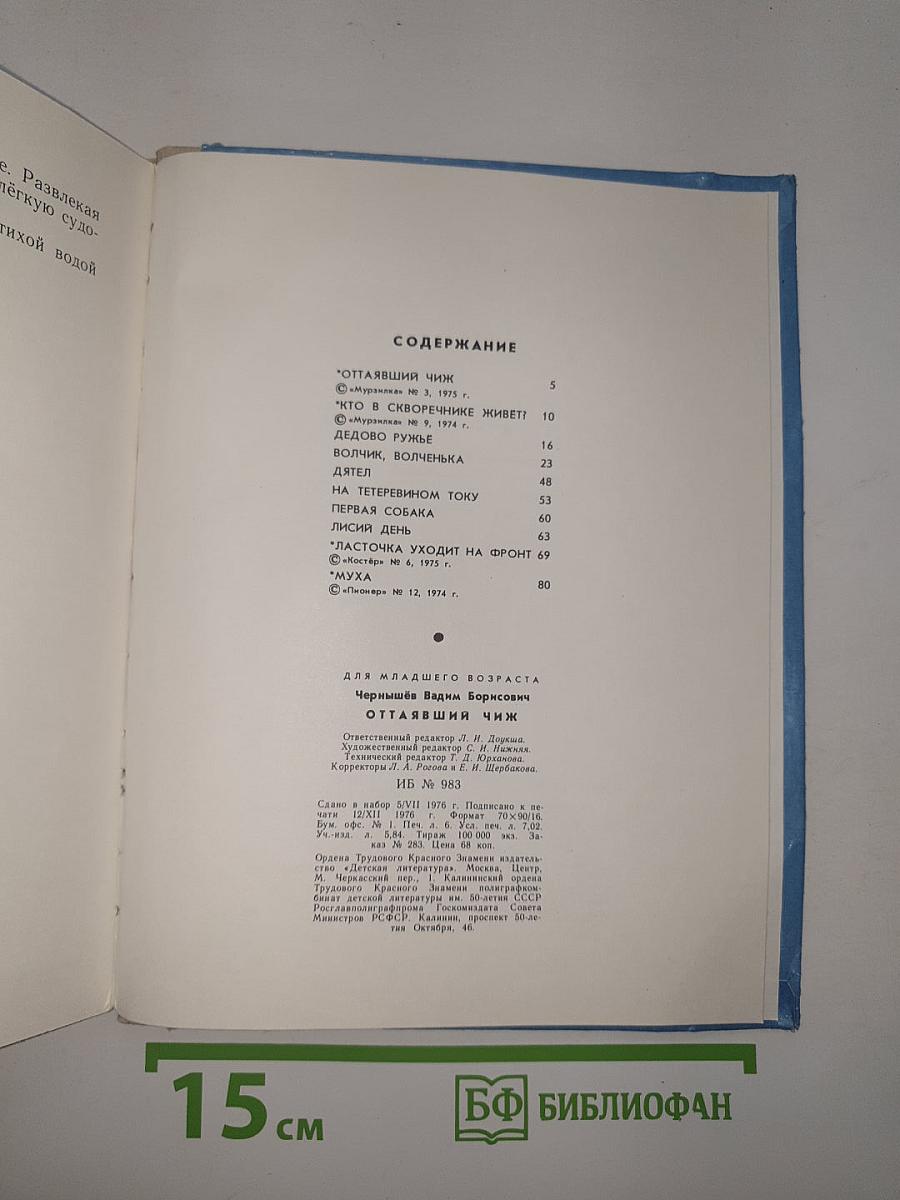 е. Развлекая
лёгкую судо-
тихой водой
СОДЕРЖАНИЕ
*ОТТАЯВШИЙ ЧИЖ 5
© «Мурзилка» № 3, 1975 г.
*КТО В СКВОРЕЧНИКЕ ЖИВЕТ? 10
© «Мурзилка» № 9, 1974 г.
ДЕДОВО РУЖЬЕ 16
ВОЛЧИК, ВОЛЧЕНЬКА 23
ДЯТЕЛ 48
НА ТЕТЕРЕВИНОМ ТОКУ 53
ПЕРВАЯ СОБАКА 60
ЛИСИЙ ДЕНЬ 63
*ЛАСТОЧКА УХОДИТ НА ФРОНТ 69
© «Костёр» № 6, 1975 г.
*МУХА 80
© «Пионер» № 12, 1974 г.
ДЛЯ МЛАДШЕГО ВОЗРАСТА
Чернышёв Вадим Борисович
ОТТАЯВШИЙ ЧИЖ
Ответственный редактор Л. И. Доукша.
Художественный редактор С. И. Нижняя.
Технический редактор Т. Д. Юрханова.
Корректоры Л. А. Рогова и Е. И. Щербакова.
ИБ № 983
Сдано в набор 5/VII 1976 г. Подписано к пе-
чати 12/XII 1976 г. Формат 70×90/16.
Бум. офс. № 1. Печ. л. 6. Усл. печ. л. 7,02.
Уч.-изд. л. 5,84. Тираж 100 000 экз. За-
каз № 283. Цена 68 коп.
Ордена Трудового Красного Знамени издатель-
ство «Детская литература». Москва, Центр,
М. Черкасский пер., 1. Калининский ордена
Трудового Красного Знамени полиграфком-
бинат детской литературы им. 50-летия СССР
Росглавполиграфпрома Госкомиздата Совета
Министров РСФСР. Калинин, проспект 50-ле-
тия Октября, 46.
15 см
БФ БИБЛИОФАН